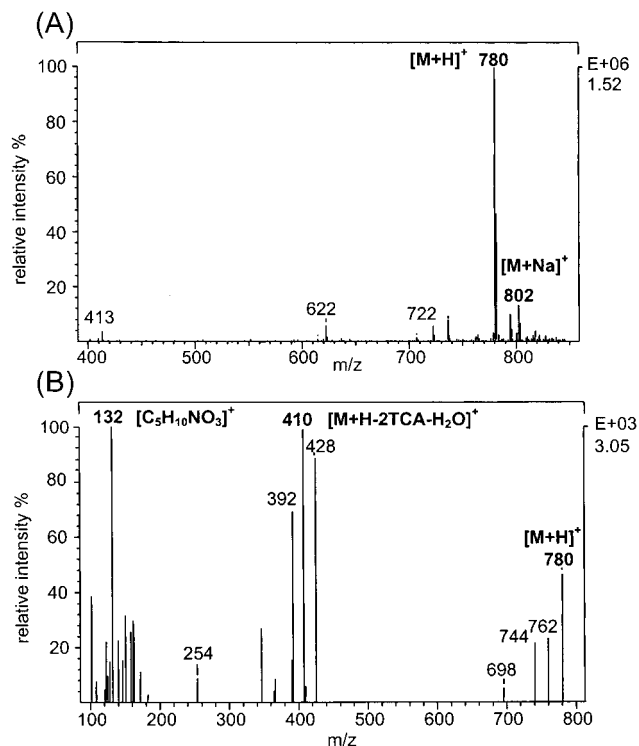 (A)
[M+H]⁺ 780
E+06
1.52
100
80
60
40
20
relative intensity %
[M+Na]⁺
802
413
622
722
400 500 600 700 800
m/z
(B)
132 [C₅H₁₀NO₃]⁺ 410 [M+H-2TCA-H₂O]⁺
E+03
3.05
428
392
[M+H]⁺
780
744 762
254
698
100
80
60
40
20
relative intensity %
100 200 300 400 500 600 700 800
m/z